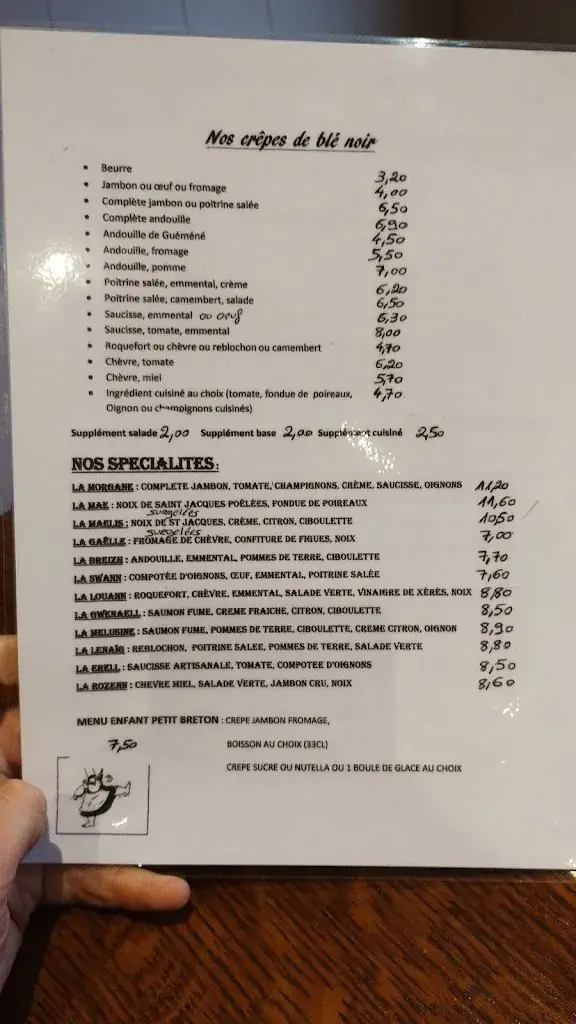 Nos crêpes de blé noir
• Beurre 3,20
• Jambon ou œuf ou fromage 4,00
• Complète jambon ou poitrine salée 6,50
• Complète andouille 6,90
• Andouille de Guéméné 4,50
• Andouille, fromage 5,50
• Andouille, pomme 7,00
• Poitrine salée, emmental, crème 6,20
• Poitrine salée, camembert, salade 6,50
• Saucisse, emmental ou oeuf 6,30
• Saucisse, tomate, emmental 8,00
• Roquefort ou chèvre ou reblochon ou camembert 4,70
• Chèvre, tomate 6,20
• Chèvre, miel 5,70
• Ingrédient cuisiné au choix (tomate, fondue de poireaux, 4,70
Oignon ou champignons cuisinés)
Supplément salade 2,00 Supplément base 2,00 Supplément cuisiné 2,50
NOS SPECIALITES :
LA MORGANE : COMPLETE JAMBON, TOMATE, CHAMPIGNONS, CRÈME, SAUCISSE, OIGNONS 11,20
LA MAE : NOIX DE SAINT JACQUES POÊLÉES, FONDUE DE POIREAUX 11,60
surgelées
LA MAELIS : NOIX DE ST JACQUES, CRÈME, CITRON, CIBOULETTE 10,50
surgelées
LA GAËLLE : FROMAGE DE CHÈVRE, CONFITURE DE FIGUES, NOIX 7,00
LA BREIZH : ANDOUILLE, EMMENTAL, POMMES DE TERRE, CIBOULETTE 7,70
LA SWANN : COMPOTÉE D'OIGNONS, ŒUF, EMMENTAL, POITRINE SALÉE 7,60
LA LOUANN : ROQUEFORT, CHÈVRE, EMMENTAL, SALADE VERTE, VINAIGRE DE XÉRÈS, NOIX 8,80
LA GWENAELL : SAUMON FUME, CREME FRAICHE, CITRON, CIBOULETTE 8,50
LA MELUSINE : SAUMON FUME, POMMES DE TERRE, CIBOULETTE, CREME CITRON, OIGNON 8,90
LA LENAÏG : REBLOCHON, POITRINE SALEE, POMMES DE TERRE, SALADE VERTE 8,80
LA ERELL : SAUCISSE ARTISANALE, TOMATE, COMPOTEE D'OIGNONS 8,50
LA ROZENN : CHEVRE MIEL, SALADE VERTE, JAMBON CRU, NOIX 8,60
MENU ENFANT PETIT BRETON : CREPE JAMBON FROMAGE,
7,50 BOISSON AU CHOIX (33CL)
CREPE SUCRE OU NUTELLA OU 1 BOULE DE GLACE AU CHOIX